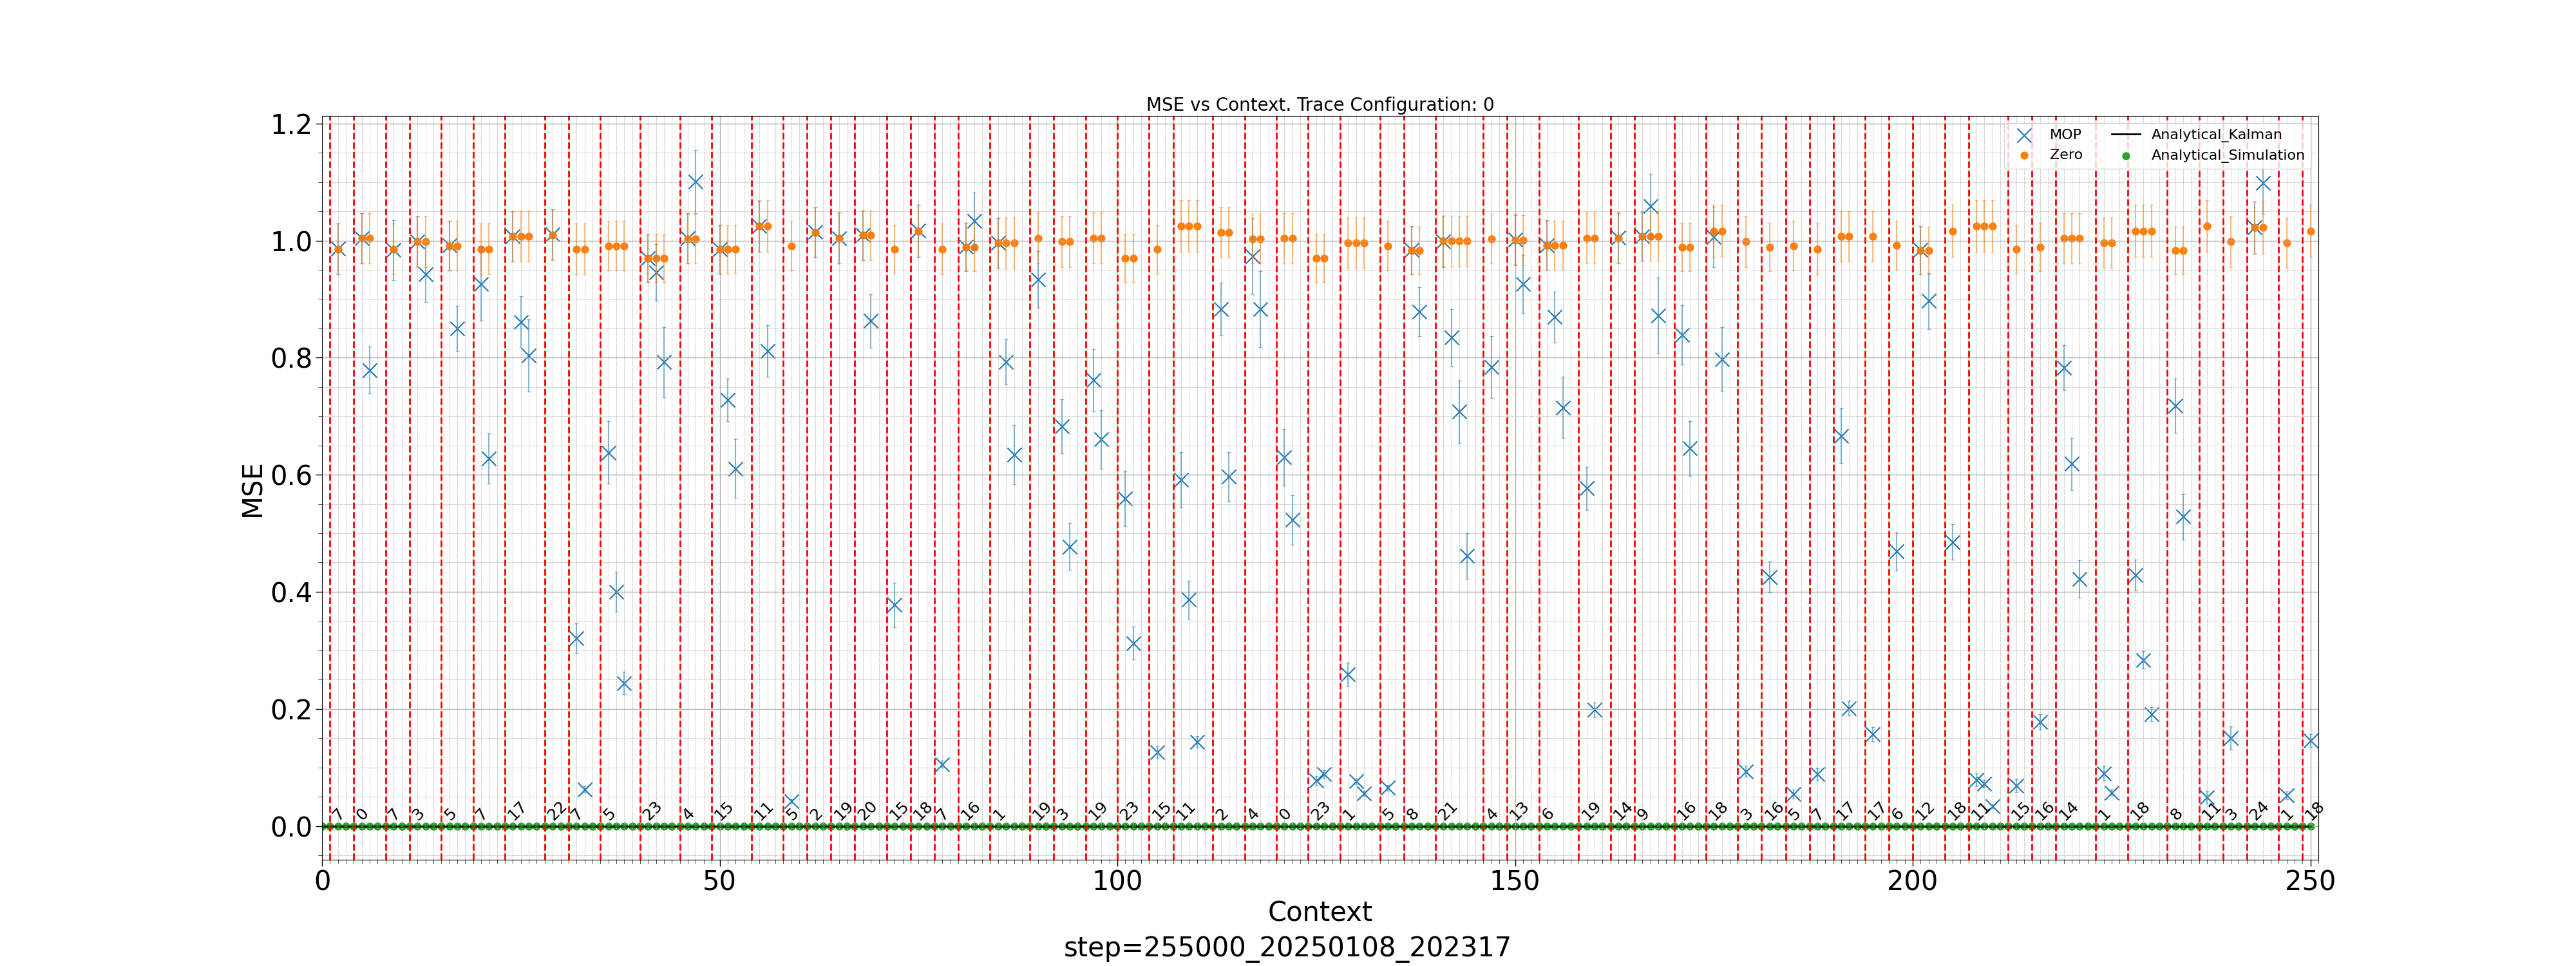 MSE vs Context. Trace Configuration: 0
MOP
Zero
Analytical_Kalman
Analytical_Simulation
1.2
1.0
0.8
0.6
0.4
0.2
0.0
MSE
7 0 7 3 5 7 17 22 7 5 23 4 15 11 5 2 19 20 15 18 7 16 1 19 3 19 23 15 11 2 4 0 23 1 5 8 21 4 13 6 19 14 9 16 18 3 16 5 7 17 17 6 12 18 11 15 16 14 1 18 8 11 3 24 1 18
0 50 100 150 200 250
Context
step=255000_20250108_202317